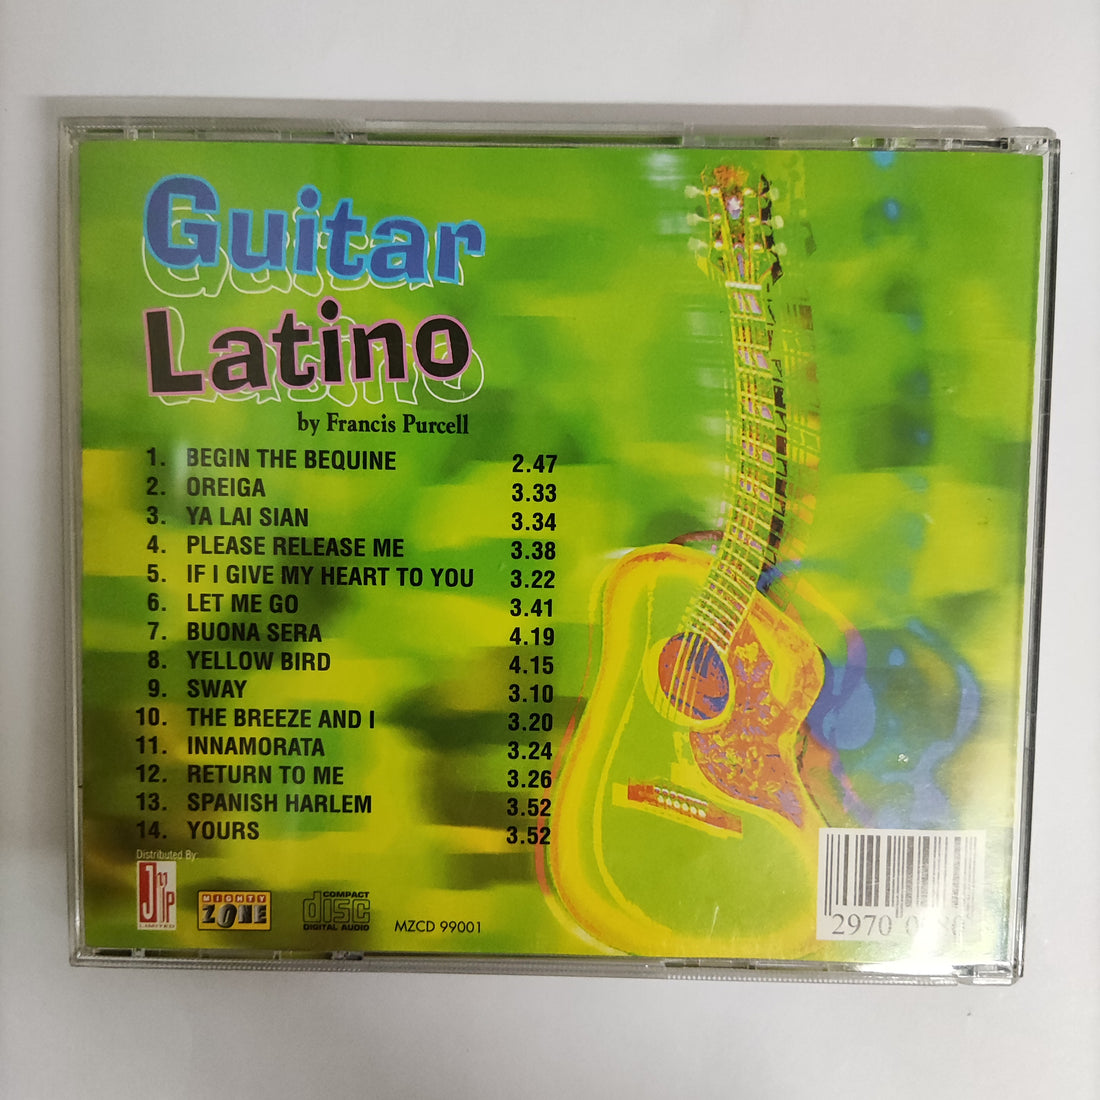 Guitar
Latino
by Francis Purcell
1. BEGIN THE BEQUINE 2.47
2. OREIGA 3.33
3. YA LAI SIAN 3.34
4. PLEASE RELEASE ME 3.38
5. IF I GIVE MY HEART TO YOU 3.22
6. LET ME GO 3.41
7. BUONA SERA 4.19
8. YELLOW BIRD 4.15
9. SWAY 3.10
10. THE BREEZE AND I 3.20
11. INNAMORATA 3.24
12. RETURN TO ME 3.26
13. SPANISH HARLEM 3.52
14. YOURS 3.52
Distributed By:
JVP
LIMITED
MIGHTY
ZONE
COMPACT
disc
DIGITAL AUDIO
MZCD 99001
2970